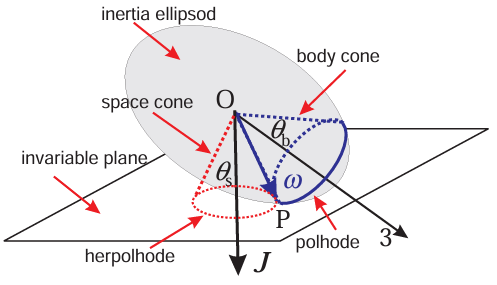 inertia ellipsod
body cone
space cone
O
θb
invariable plane
θs
ω
P
polhode
3
herpolhode
J